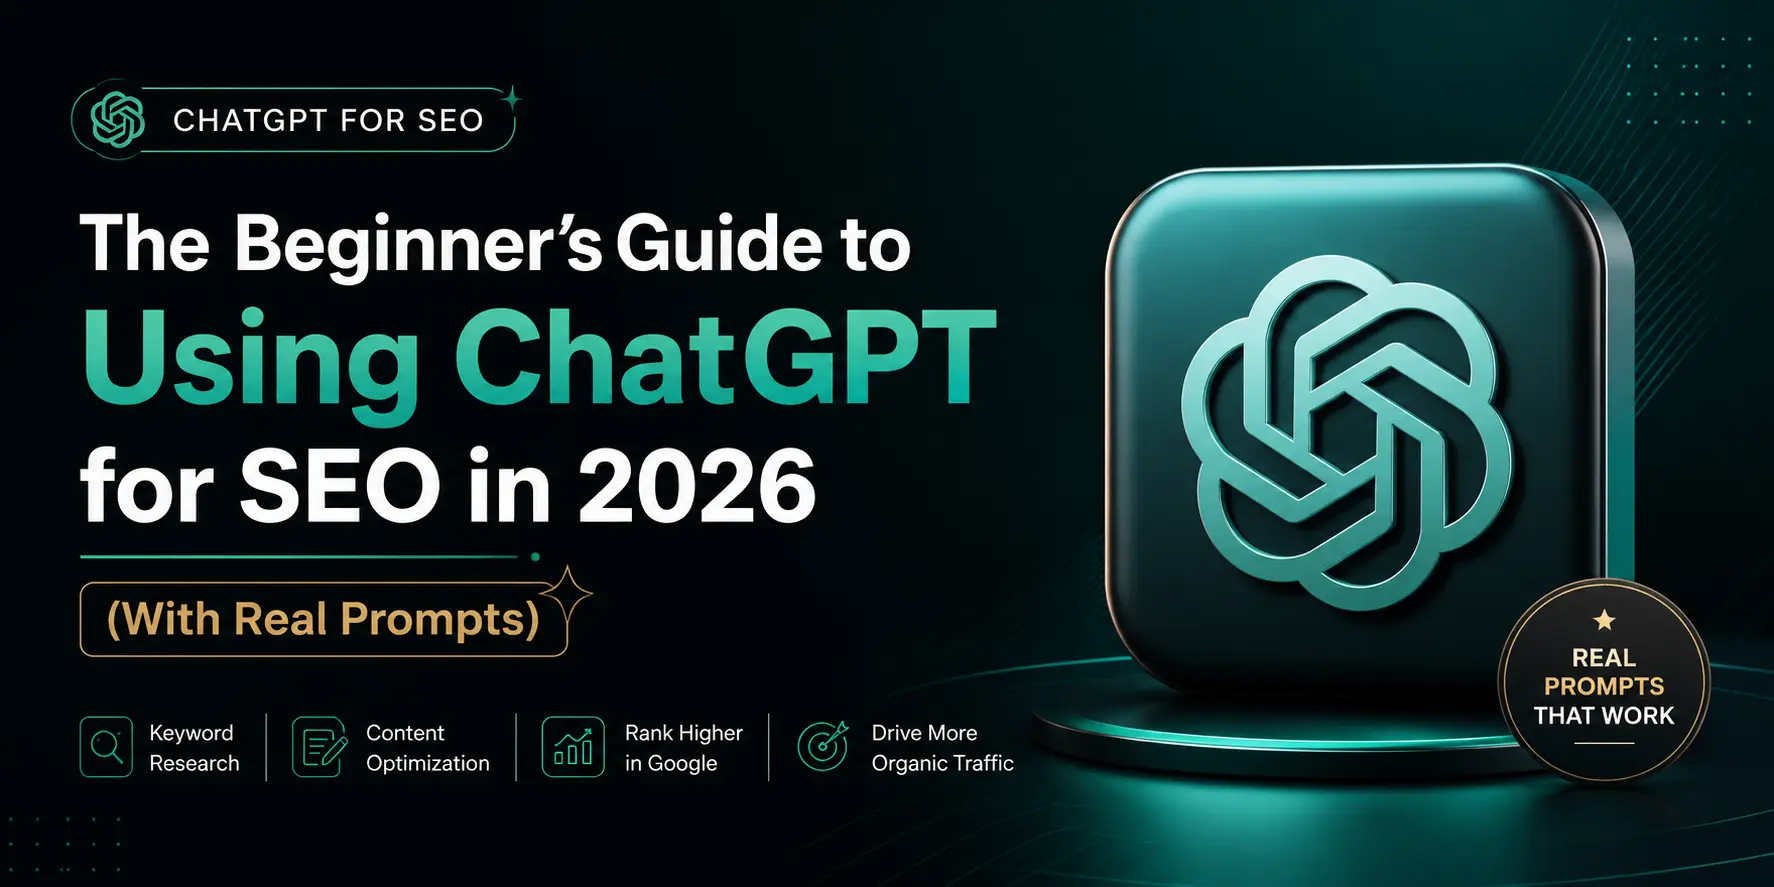 CHATGPT FOR SEO
The Beginner’s Guide to
Using ChatGPT
for SEO in 2026
(With Real Prompts)
Keyword
Research
Content
Optimization
Rank Higher
in Google
Drive More
Organic Traffic
REAL
PROMPTS
THAT WORK